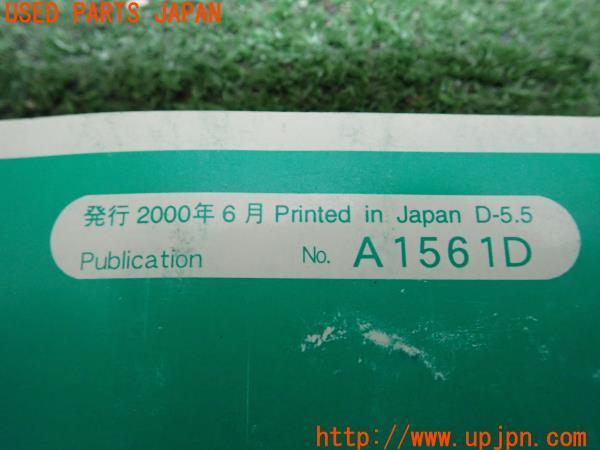 USED PARTS JAPAN
発行 2000年 6月 Printed in Japan D-5.5
Publication No. A1561D
http://www.upjpn.com/